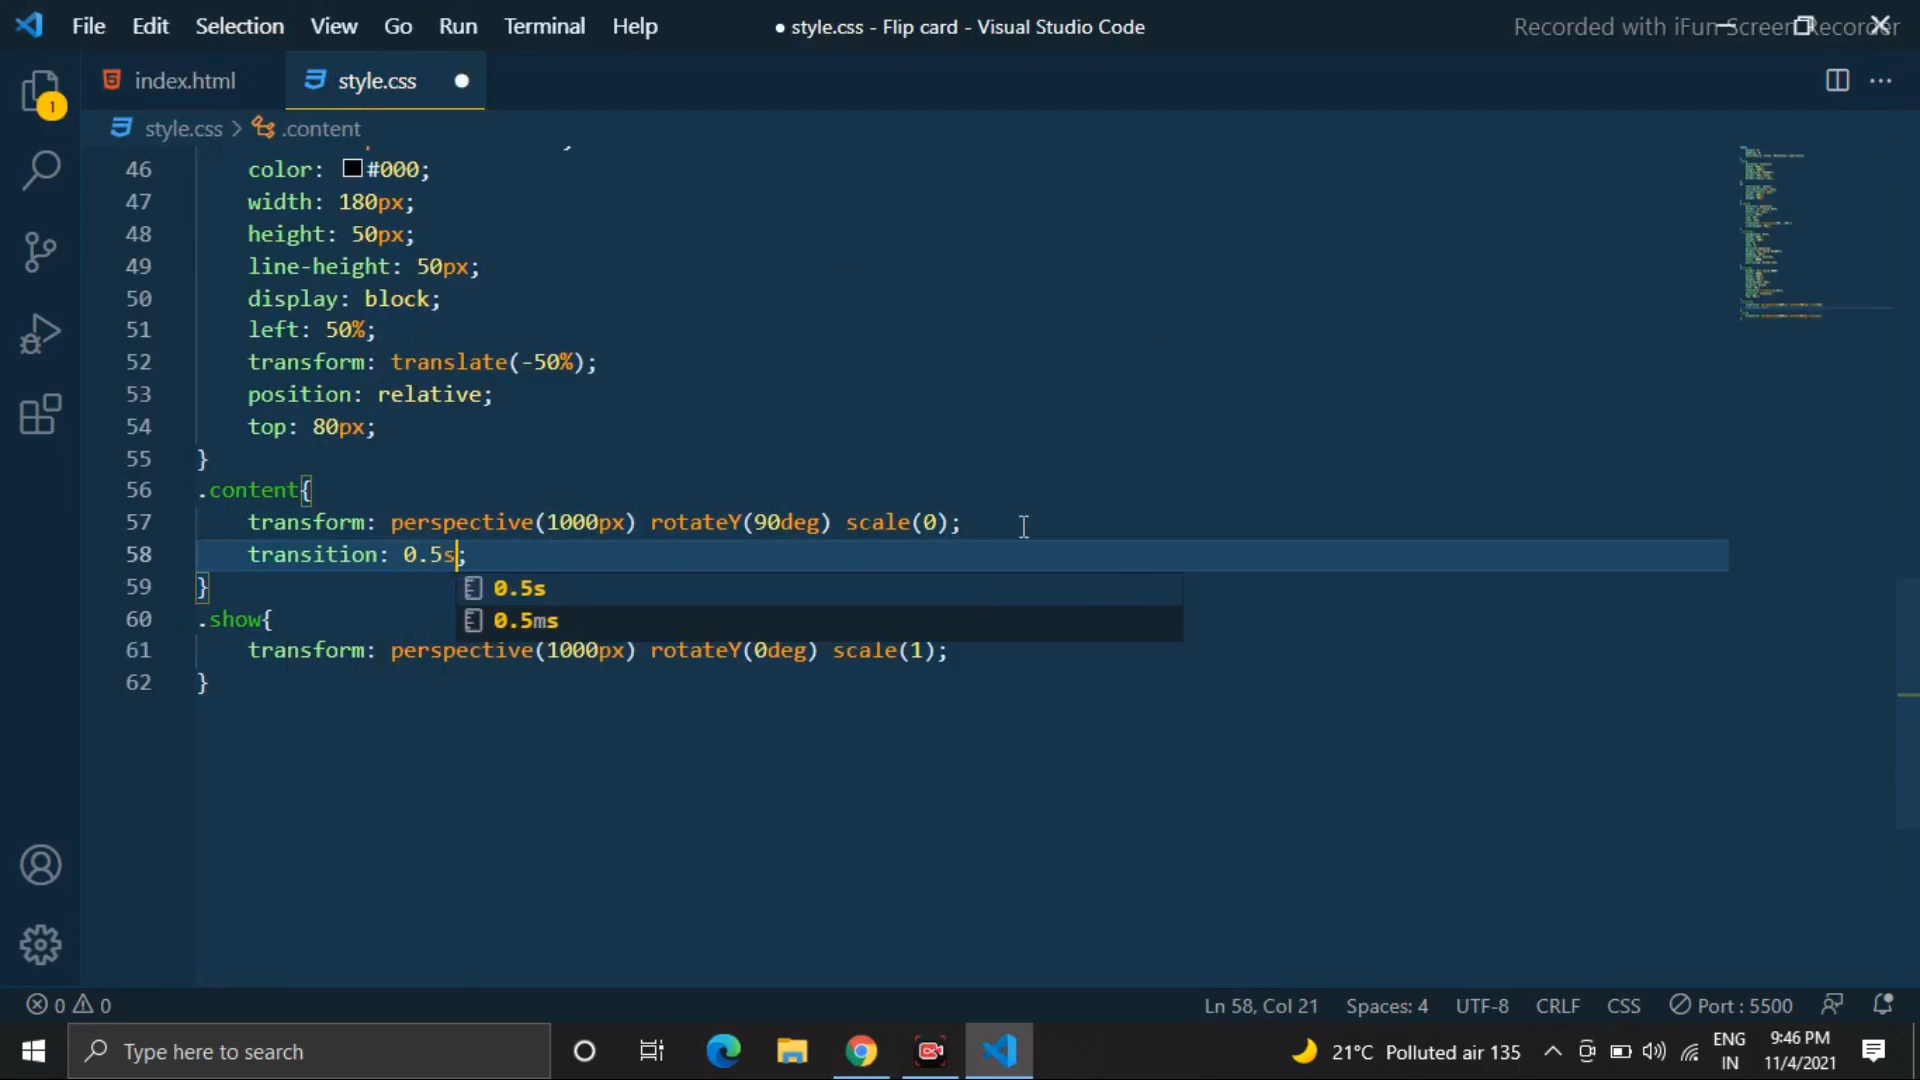 File Edit Selection View Go Run Terminal Help ● style.css - Flip card - Visual Studio Code Recorded with iFun Screen Recorder
index.html style.css
style.css > .content
1
46 color: #000;
47 width: 180px;
48 height: 50px;
49 line-height: 50px;
50 display: block;
51 left: 50%;
52 transform: translate(-50%);
53 position: relative;
54 top: 80px;
55 }
56 .content{
57 transform: perspective(1000px) rotateY(90deg) scale(0);
58 transition: 0.5s;
59 }
0.5s
60 .show{
0.5ms
61 transform: perspective(1000px) rotateY(0deg) scale(1);
62 }
0 0 Ln 58, Col 21 Spaces: 4 UTF-8 CRLF CSS Port : 5500
Type here to search 21°C Polluted air 135 ENG IN 9:46 PM 11/4/2021